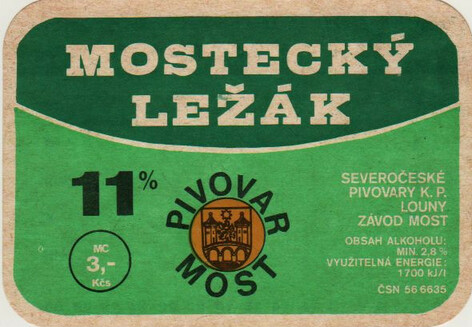 MOSTECKÝ
LEŽÁK
11%
PIVOVAR
MOST
MC
3,-
Kčs
SEVEROČESKÉ
PIVOVARY K. P.
LOUNY
ZÁVOD MOST
OBSAH ALKOHOLU:
MIN. 2,8%
VYUŽITELNÁ ENERGIE:
1700 kJ/l
ČSN 56 6635